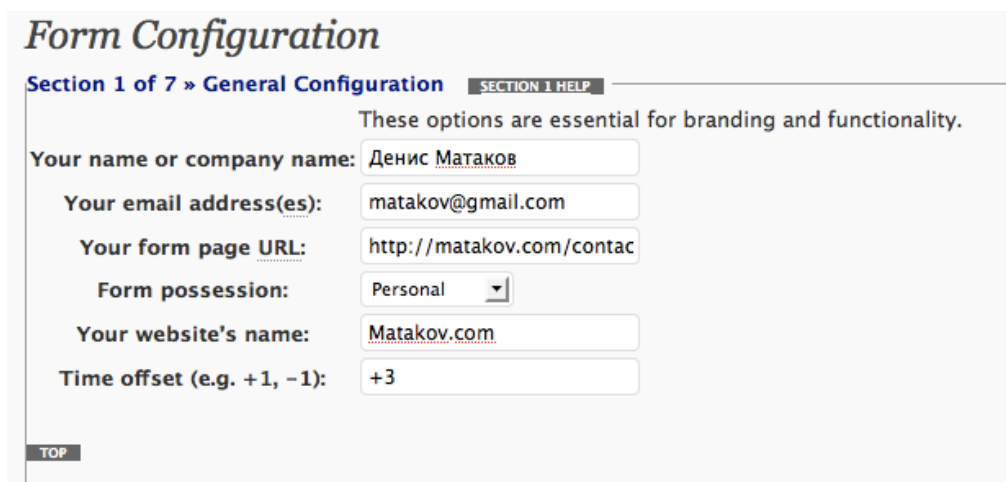 Form Configuration
Section 1 of 7 » General Configuration SECTION 1 HELP
These options are essential for branding and functionality.
Your name or company name: Денис Матаков
Your email address(es): matakov@gmail.com
Your form page URL: http://matakov.com/contac
Form possession: Personal
Your website's name: Matakov.com
Time offset (e.g. +1, −1): +3
TOP